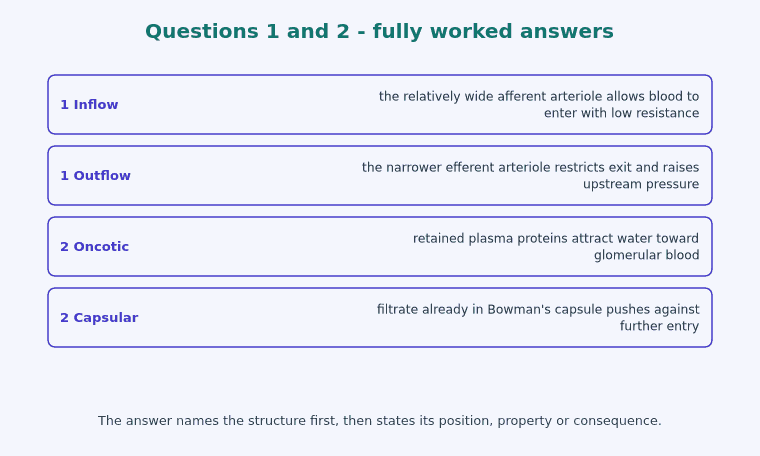 Questions 1 and 2 - fully worked answers
1 Inflow
the relatively wide afferent arteriole allows blood to
enter with low resistance
1 Outflow
the narrower efferent arteriole restricts exit and raises
upstream pressure
2 Oncotic
retained plasma proteins attract water toward
glomerular blood
2 Capsular
filtrate already in Bowman's capsule pushes against
further entry
The answer names the structure first, then states its position, property or consequence.